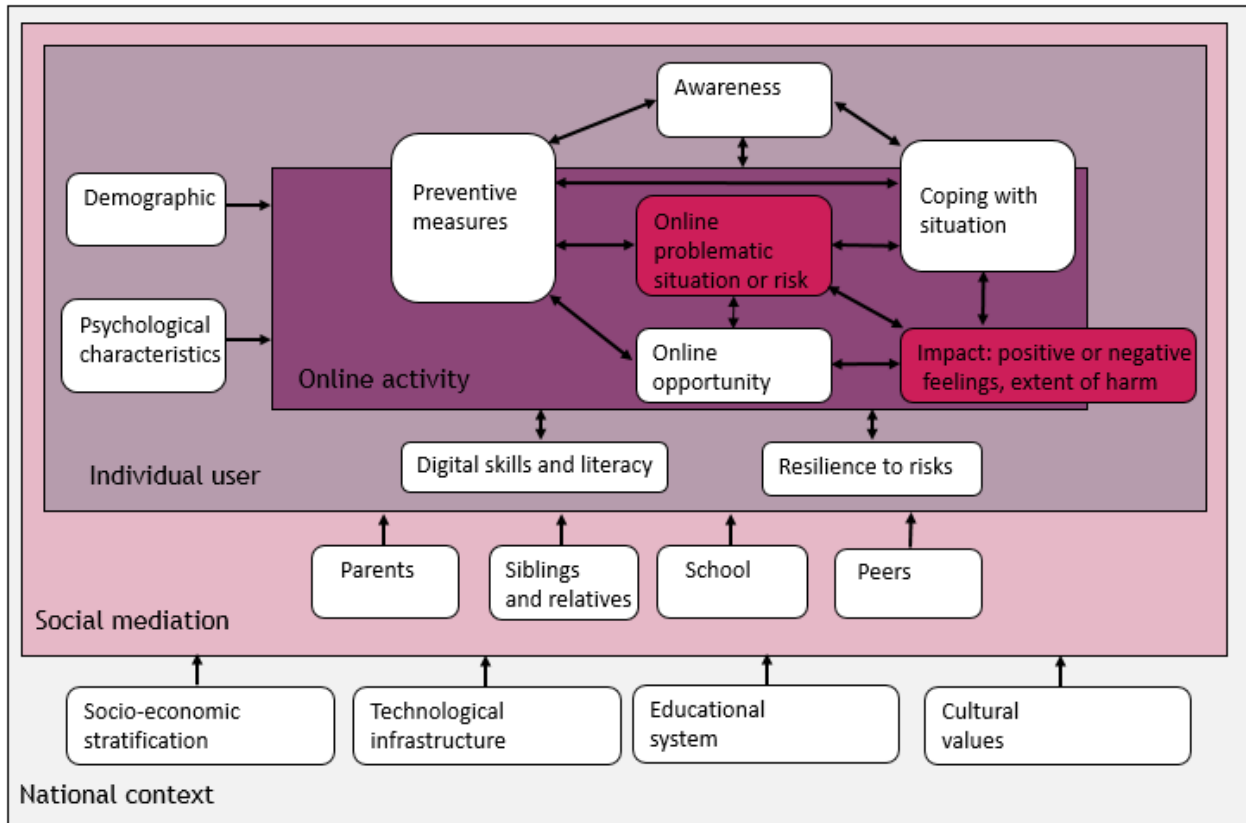 Awareness
Demographic
Preventive
measures
Coping with
situation
Online
problematic
situation or risk
Psychological
characteristics
Online
opportunity
Impact: positive or negative
feelings, extent of harm
Online activity
Digital skills and literacy
Resilience to risks
Individual user
Parents
Siblings
and relatives
School
Peers
Social mediation
Socio-economic
stratification
Technological
infrastructure
Educational
system
Cultural
values
National context